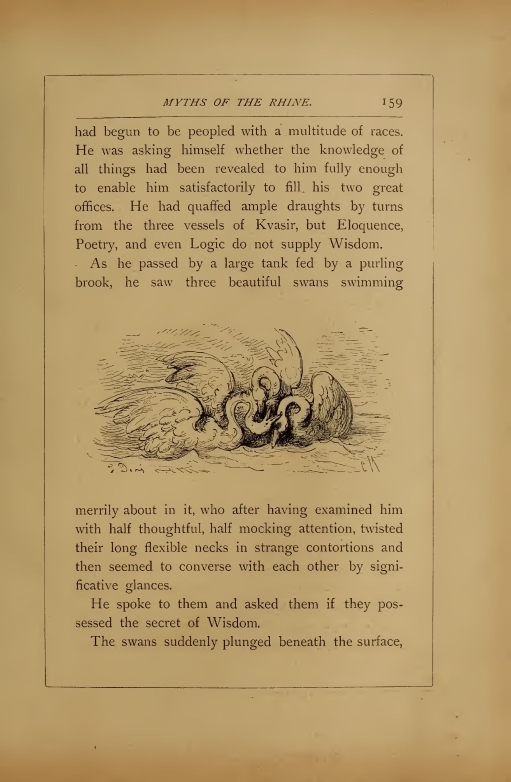 MYTHS OF THE RHINE. 159
had begun to be peopled with a multitude of races.
He was asking himself whether the knowledge of
all things had been revealed to him fully enough
to enable him satisfactorily to fill his two great
offices. He had quaffed ample draughts by turns
from the three vessels of Kvasir, but Eloquence,
Poetry, and even Logic do not supply Wisdom.
As he passed by a large tank fed by a purling
brook, he saw three beautiful swans swimming
merrily about in it, who after having examined him
with half thoughtful, half mocking attention, twisted
their long flexible necks in strange contortions and
then seemed to converse with each other by signi-
ficative glances.
He spoke to them and asked them if they pos-
sessed the secret of Wisdom.
The swans suddenly plunged beneath the surface,